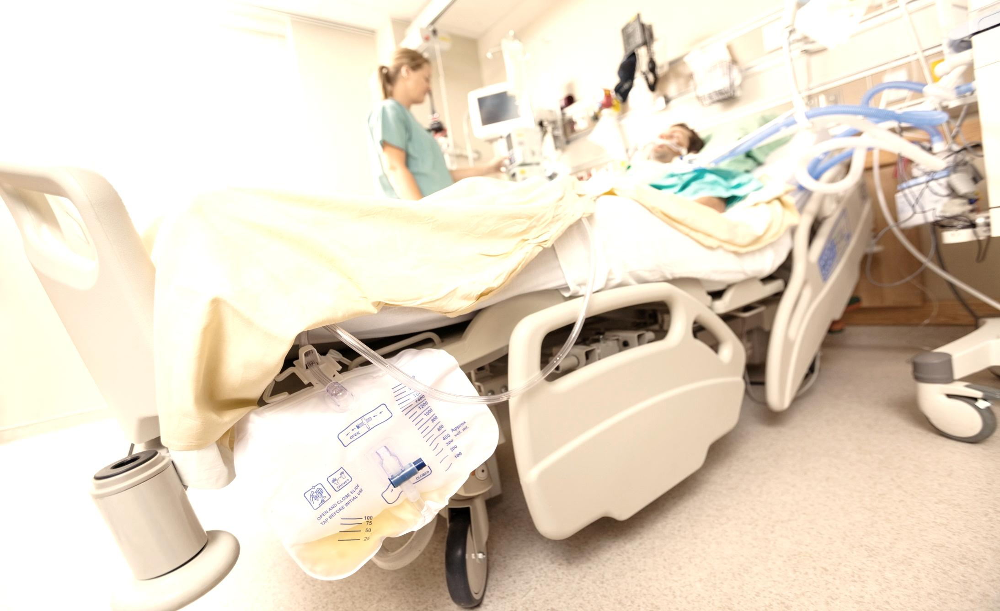 1400
1200
1000
800
600
400
300
200
100
Approx
vol. ml.
OPEN
CLOSED
Gloves
OPEN AND CLOSE SLIDE
TAP BEFORE INITIAL USE
100
75
50
25